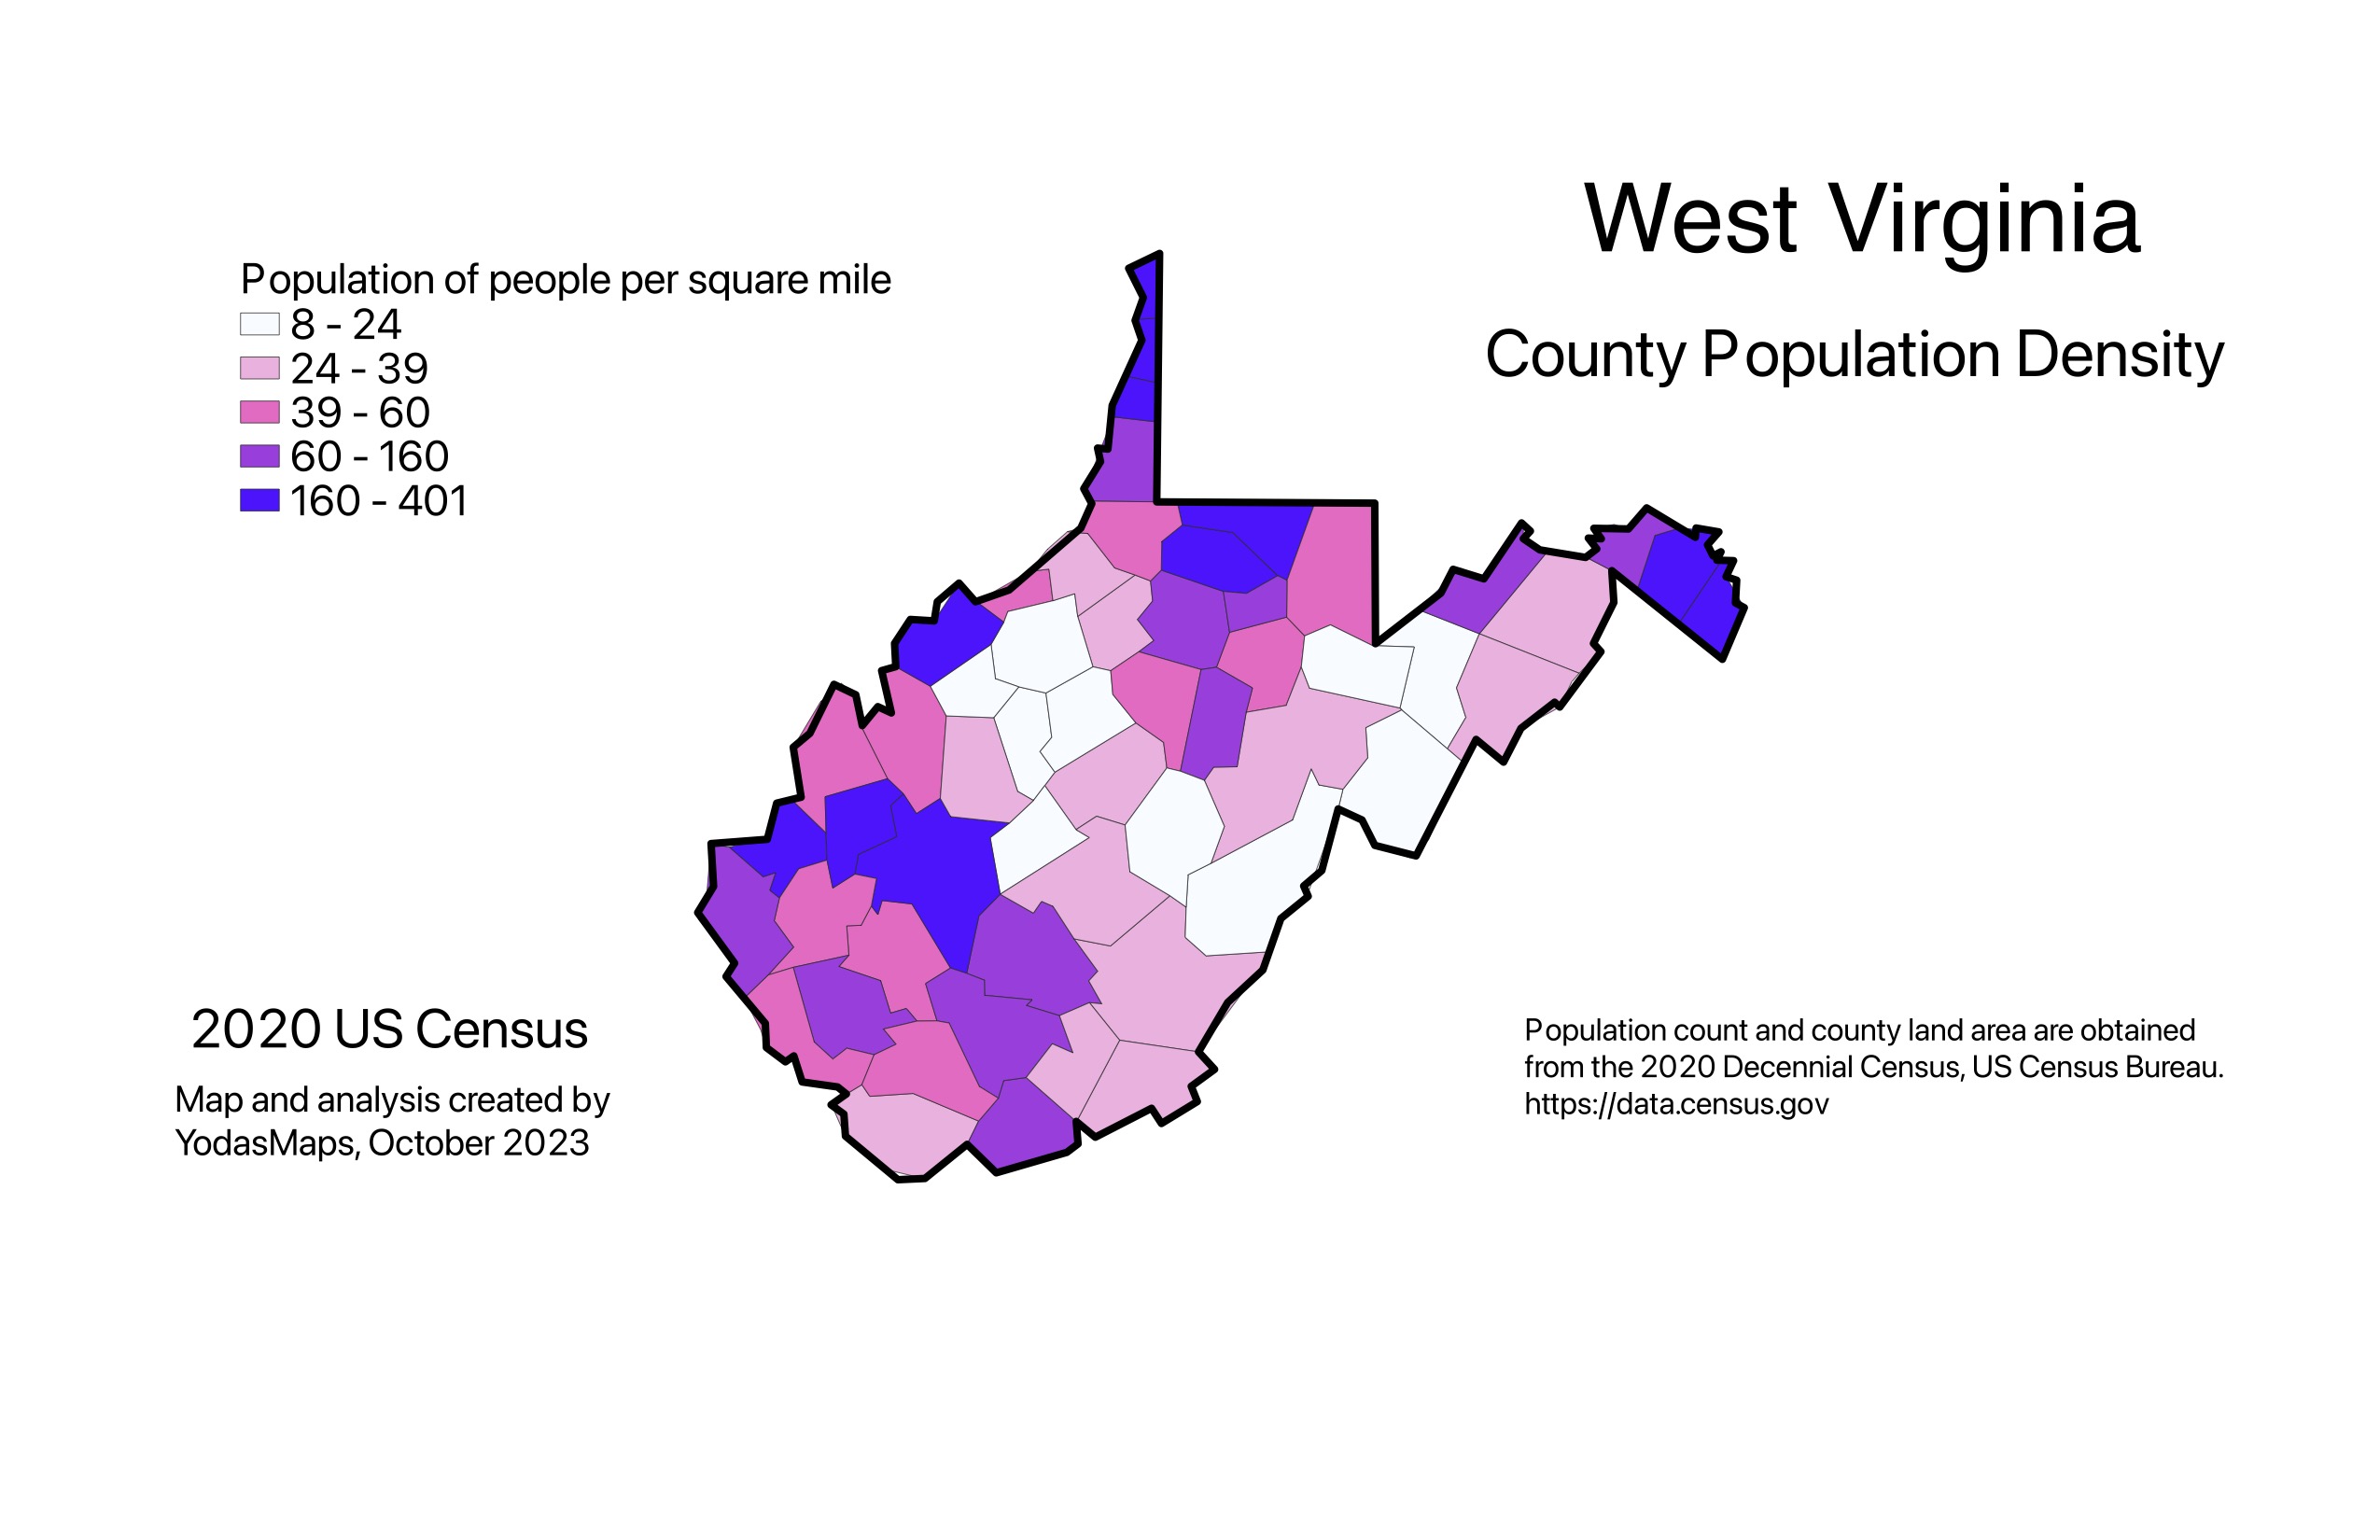 West Virginia
County Population Density
Population of people per square mile
8 - 24
24 - 39
39 - 60
60 - 160
160 - 401
2020 US Census
Map and analysis created by
YodasMaps, October 2023
Population count and county land area are obtained
from the 2020 Decennial Census, US Census Bureau.
https://data.census.gov